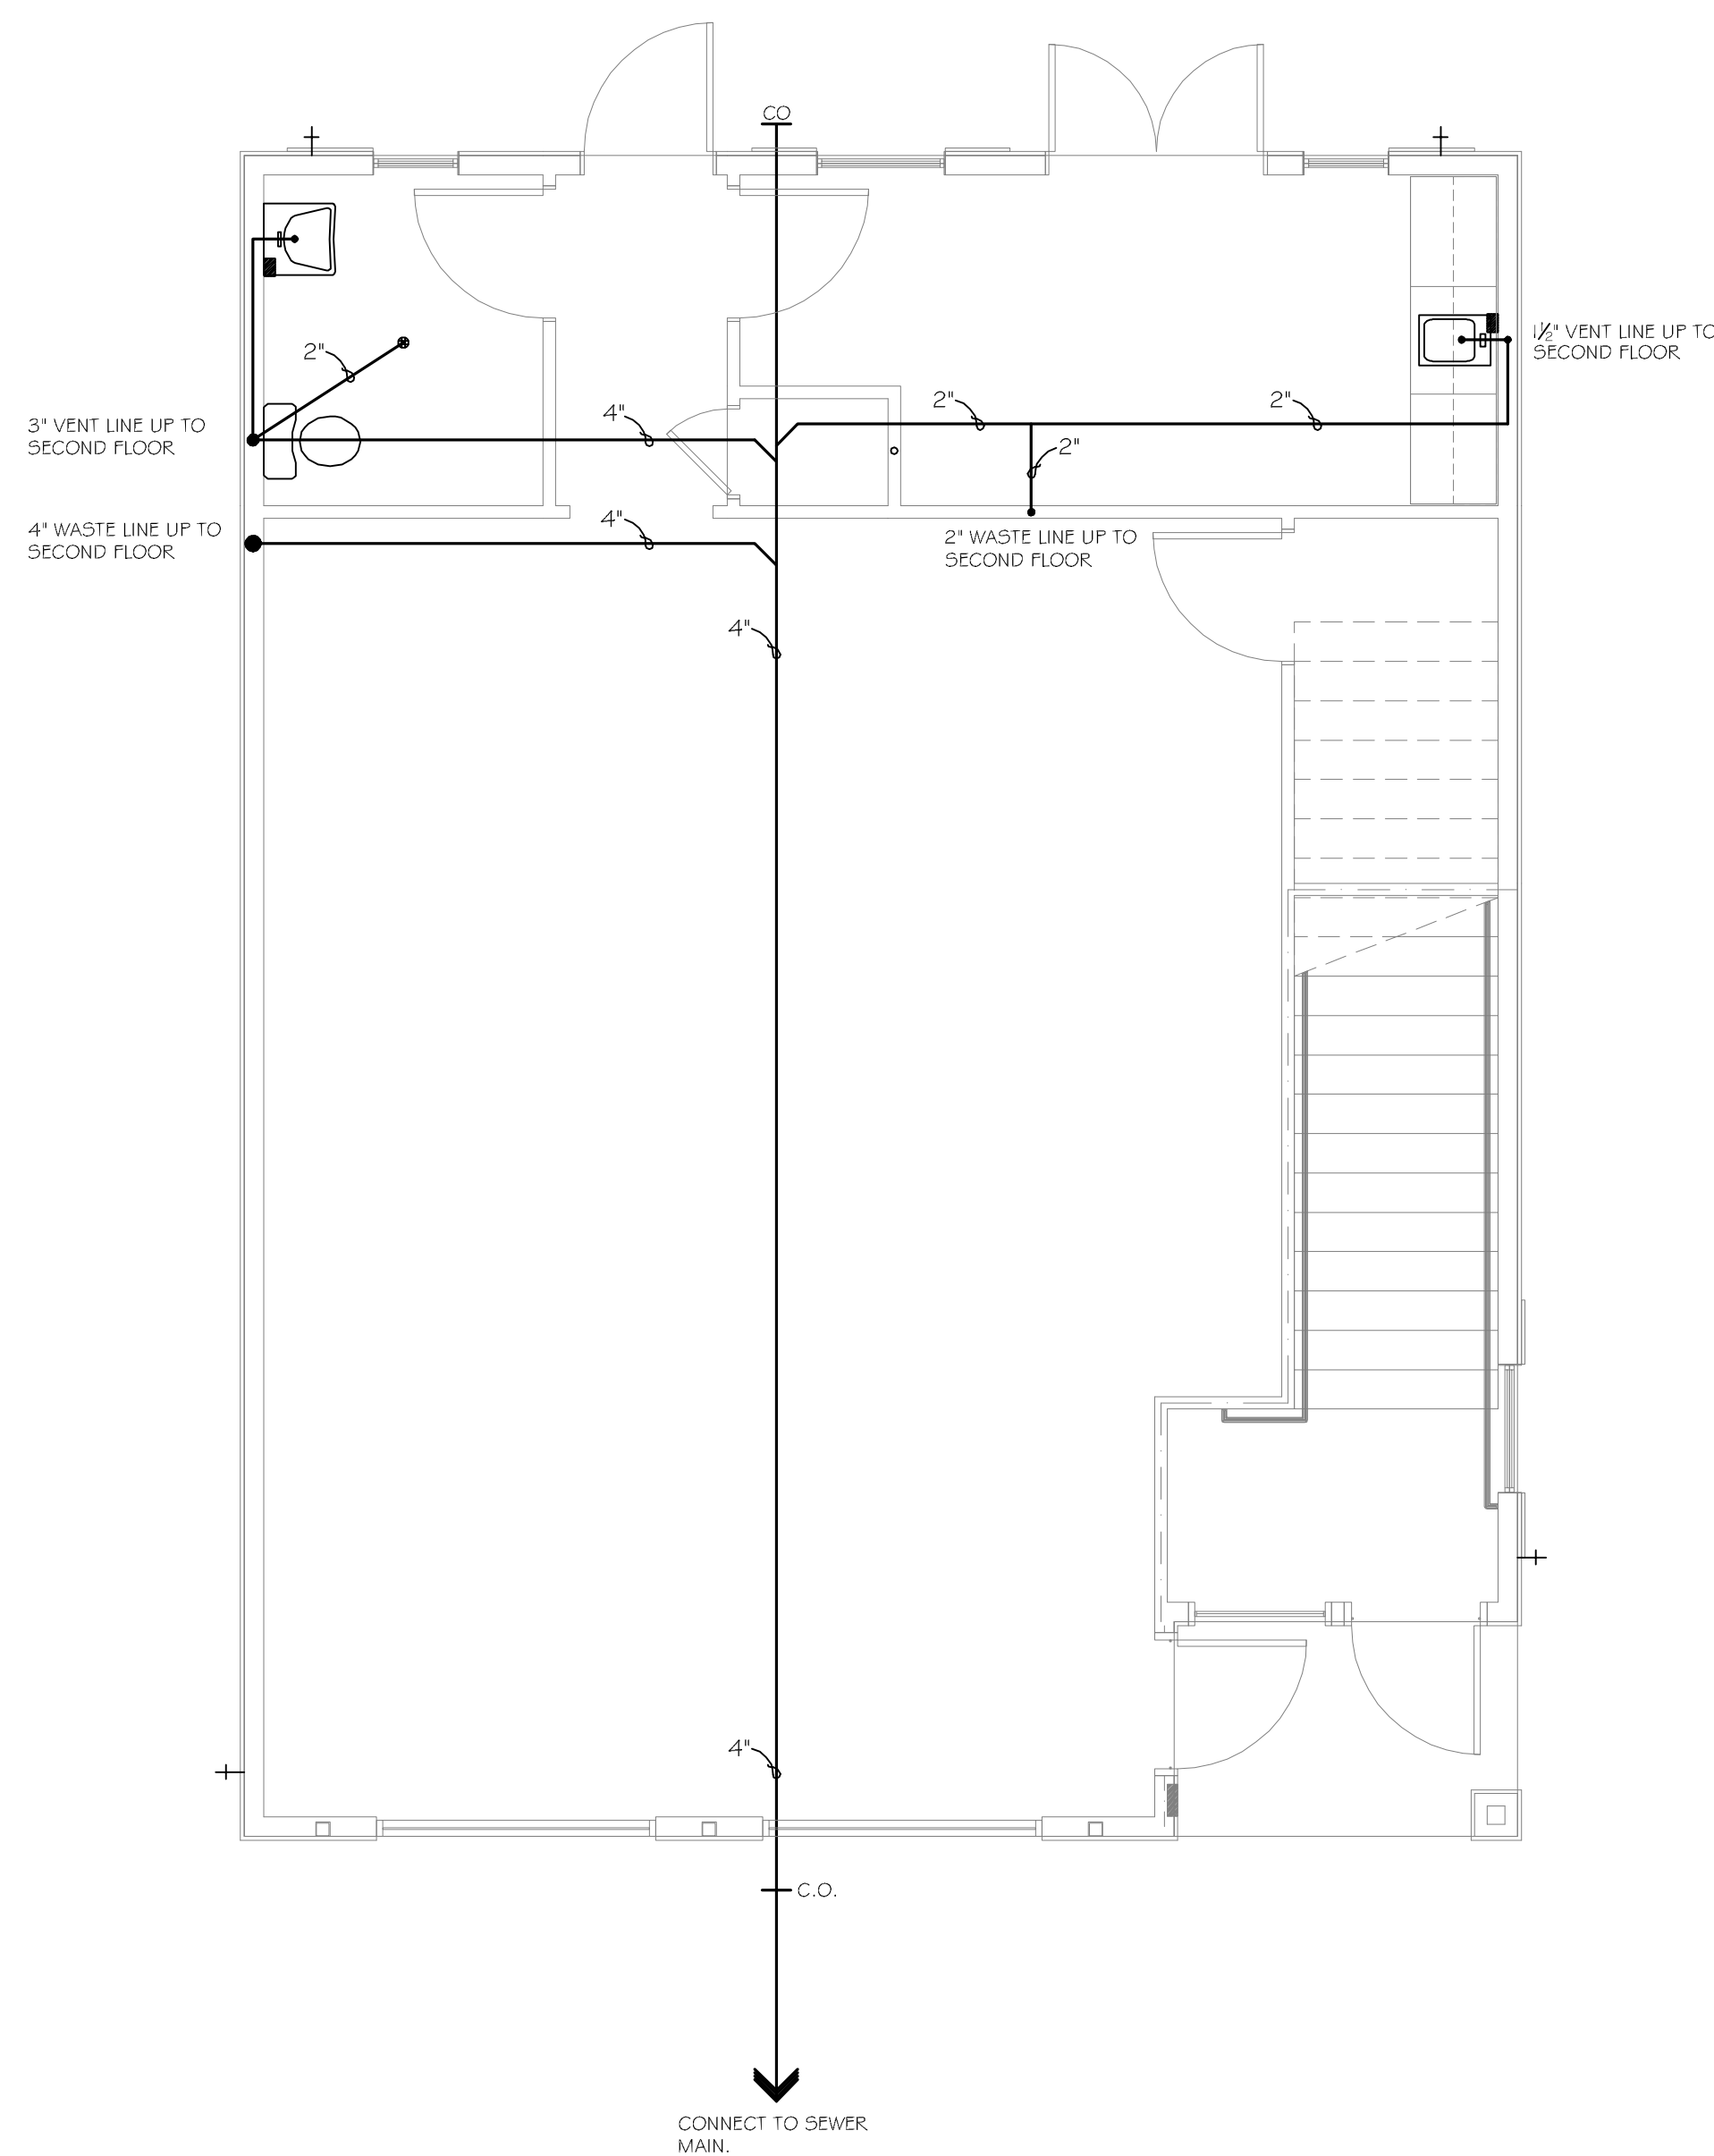 CO
1½" VENT LINE UP TO
SECOND FLOOR
2"
3" VENT LINE UP TO
SECOND FLOOR
4"
2"
2"
2"
4" WASTE LINE UP TO
SECOND FLOOR
4"
2" WASTE LINE UP TO
SECOND FLOOR
4"
4"
C.O.
CONNECT TO SEWER
MAIN.